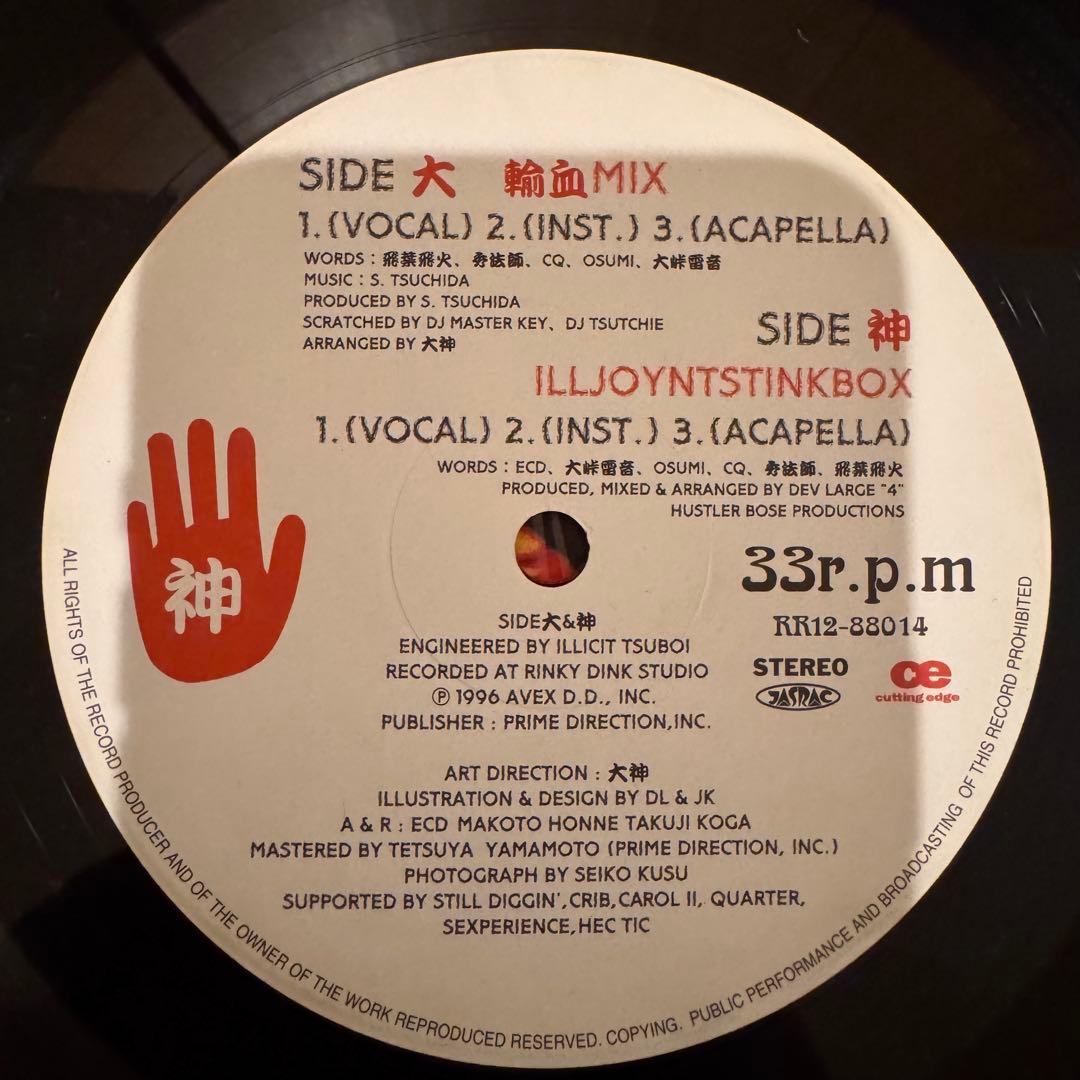 SIDE 大 輸血MIX
1.(VOCAL) 2.(INST.) 3.(ACAPELLA)
WORDS : 飛葉飛火、秀法師、CQ、OSUMI、大峠雷音
MUSIC : S. TSUCHIDA
PRODUCED BY S. TSUCHIDA
SCRATCHED BY DJ MASTER KEY、DJ TSUTCHIE
ARRANGED BY 大神
SIDE 神
ILLJOYNTSTINKBOX
1.(VOCAL) 2.(INST.) 3.(ACAPELLA)
WORDS : ECD、大峠雷音、OSUMI、CQ、秀法師、飛葉飛火
PRODUCED, MIXED & ARRANGED BY DEV LARGE "4"
HUSTLER BOSE PRODUCTIONS
神
33r.p.m
RR12-88014
STEREO
JASRAC
ce
cutting edge
SIDE大&神
ENGINEERED BY ILLICIT TSUBOI
RECORDED AT RINKY DINK STUDIO
Ⓟ 1996 AVEX D.D., INC.
PUBLISHER : PRIME DIRECTION,INC.
ART DIRECTION : 大神
ILLUSTRATION & DESIGN BY DL & JK
A & R : ECD MAKOTO HONNE TAKUJI KOGA
MASTERED BY TETSUYA YAMAMOTO (PRIME DIRECTION, INC.)
PHOTOGRAPH BY SEIKO KUSU
SUPPORTED BY STILL DIGGIN',CRIB,CAROL II, QUARTER,
SEXPERIENCE,HEC TIC
ALL RIGHTS OF THE RECORD PRODUCER AND OF THE OWNER OF THE WORK REPRODUCED RESERVED. COPYING. PUBLIC PERFORMANCE AND BROADCASTING OF THIS RECORD PROHIBITED